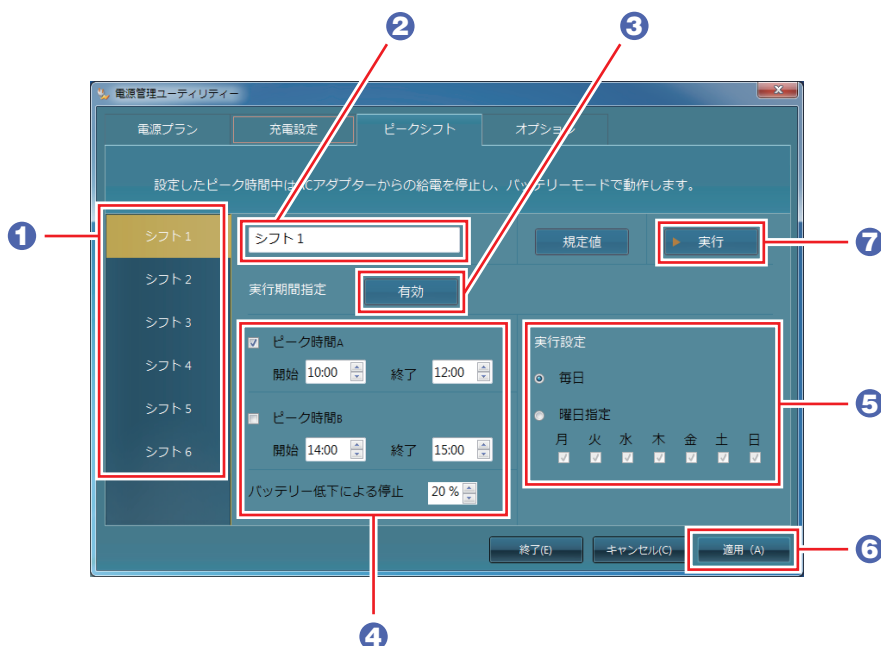 2 3
電源管理ユーティリティー
電源プラン 充電設定 ピークシフト オプション
設定したピーク時間中はACアダプターからの給電を停止し、バッテリーモードで動作します。
1
シフト 1 シフト 1 規定値 実行
7
シフト 2
実行期間指定 有効
シフト 3
ピーク時間A 実行設定
シフト 4
開始 10:00 終了 12:00 毎日
5
シフト 5
ピーク時間B 曜日指定
シフト 6
開始 14:00 終了 15:00 月 火 水 木 金 土 日
バッテリー低下による停止 20 %
終了(E) キャンセル(C) 適用（A)
6
4